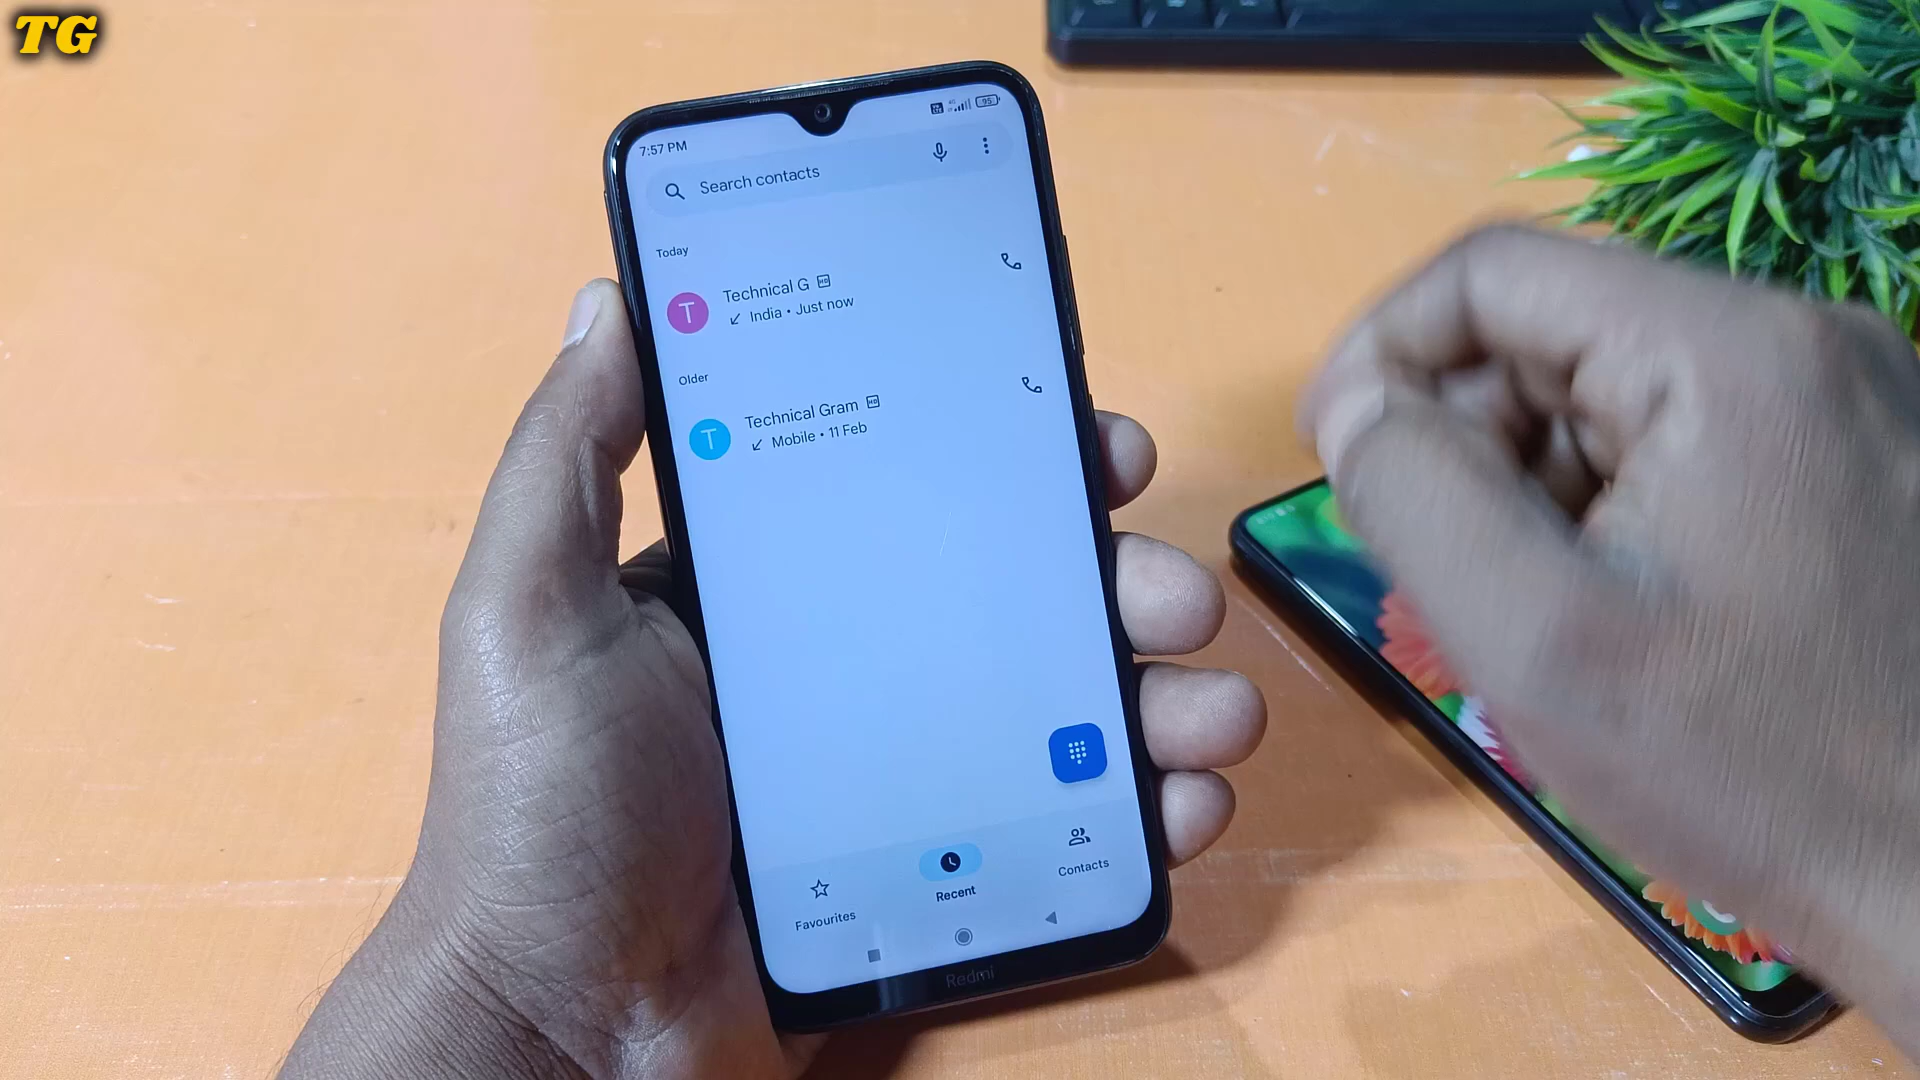 TG
7:57 PM
95
Search contacts
Today
Technical G
India • Just now
Older
Technical Gram
Mobile • 11 Feb
Favourites
Recent
Contacts
Redmi